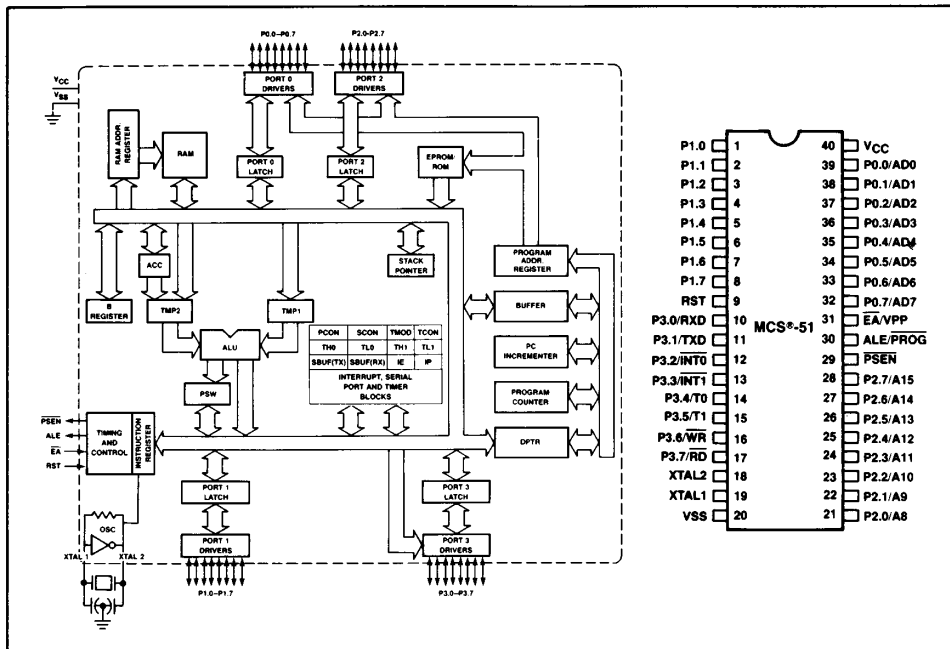 P0.0–P0.7
P2.0–P2.7
VCC
VSS
PORT 0
DRIVERS
PORT 2
DRIVERS
RAM ADDR.
REGISTER
RAM
PORT 0
LATCH
PORT 2
LATCH
EPROM/
ROM
ACC
STACK
POINTER
PROGRAM
ADDR.
REGISTER
B
REGISTER
TMP2
TMP1
BUFFER
ALU
PCON SCON TMOD TCON
TH0 TL0 TH1 TL1
SBUF(TX) SBUF(RX) IE IP
INTERRUPT, SERIAL
PORT AND TIMER
BLOCKS
PC
INCREMENTER
PSW
PROGRAM
COUNTER
PSEN
ALE
EA
RST
TIMING
AND
CONTROL
INSTRUCTION
REGISTER
DPTR
PORT 1
LATCH
PORT 3
LATCH
OSC
XTAL 1
XTAL 2
PORT 1
DRIVERS
PORT 3
DRIVERS
P1.0–P1.7
P3.0–P3.7
P1.0 1 40 VCC
P1.1 2 39 P0.0/AD0
P1.2 3 38 P0.1/AD1
P1.3 4 37 P0.2/AD2
P1.4 5 36 P0.3/AD3
P1.5 6 35 P0.4/AD4
P1.6 7 34 P0.5/AD5
P1.7 8 33 P0.6/AD6
RST 9 32 P0.7/AD7
P3.0/RXD 10 31 EA/VPP
MCS®-51
P3.1/TXD 11 30 ALE/PROG
P3.2/INT0 12 29 PSEN
P3.3/INT1 13 28 P2.7/A15
P3.4/T0 14 27 P2.6/A14
P3.5/T1 15 26 P2.5/A13
P3.6/WR 16 25 P2.4/A12
P3.7/RD 17 24 P2.3/A11
XTAL2 18 23 P2.2/A10
XTAL1 19 22 P2.1/A9
VSS 20 21 P2.0/A8